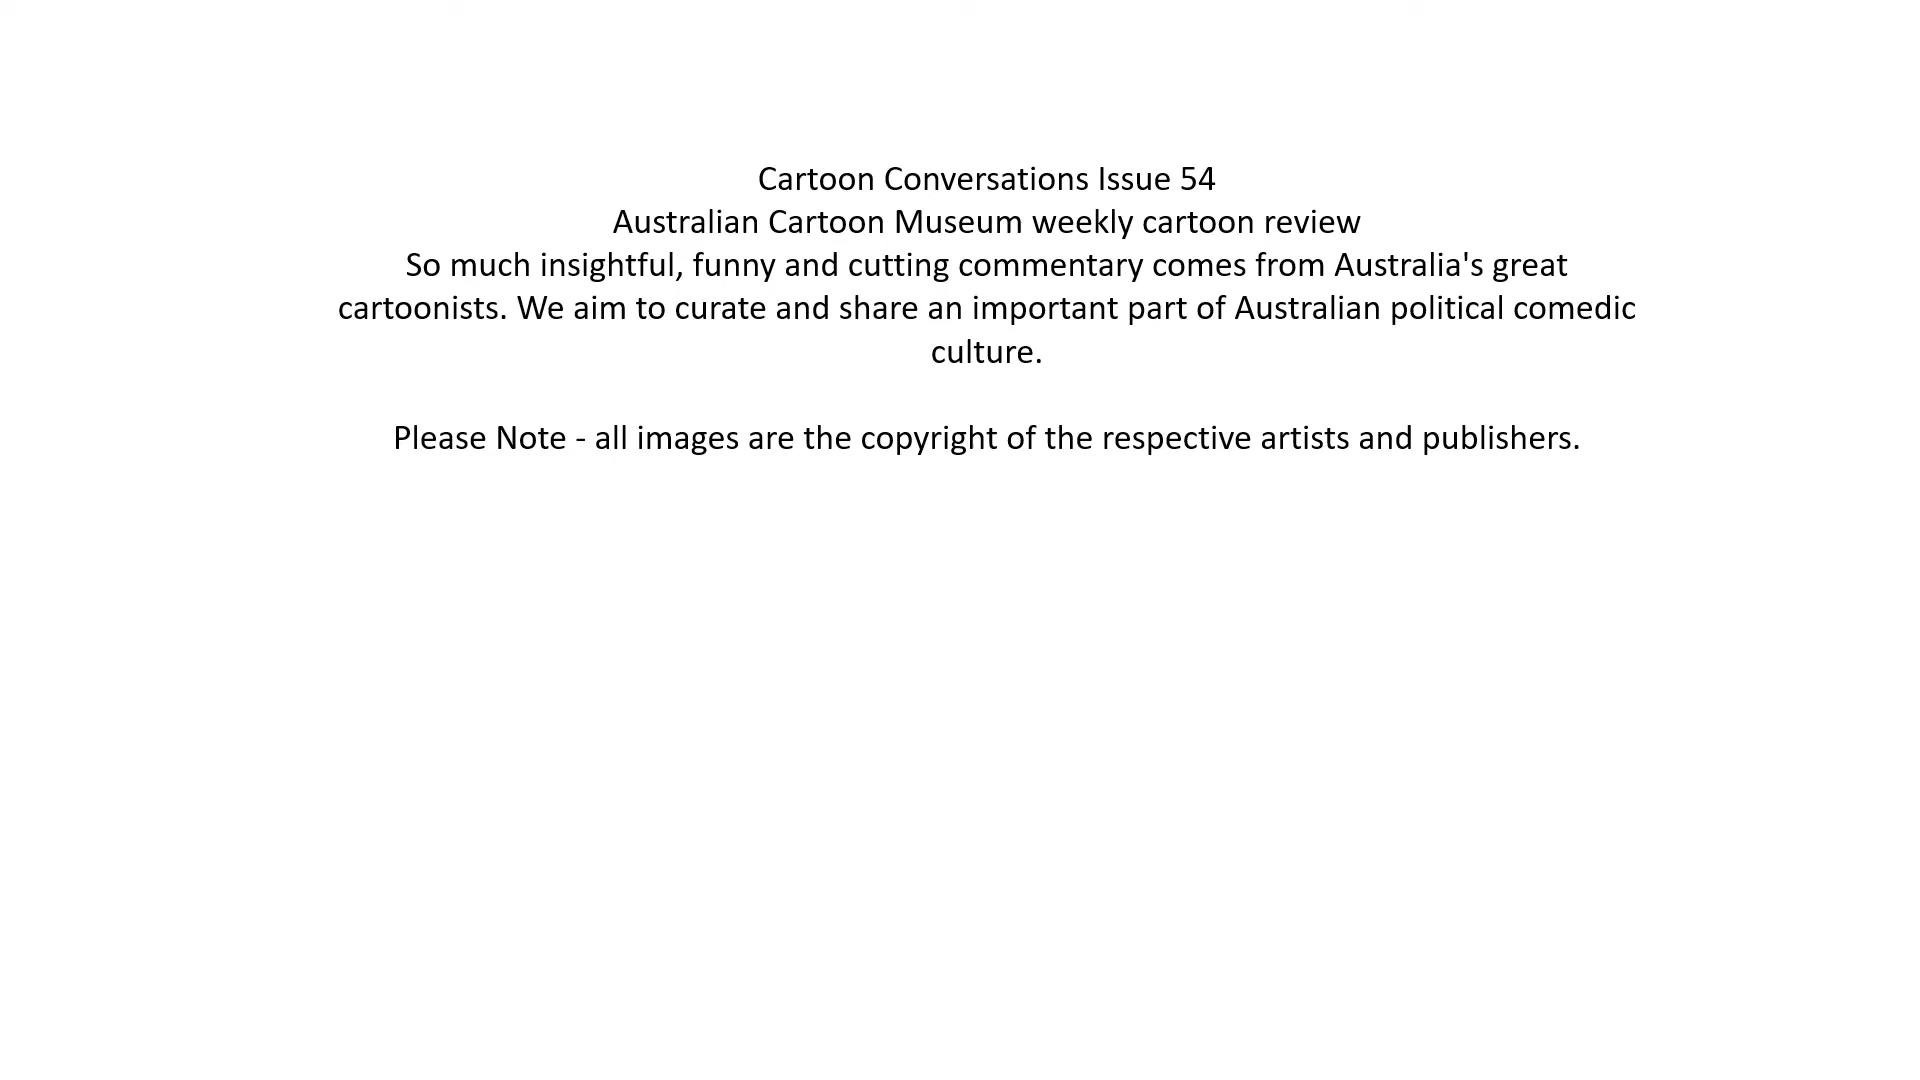 Cartoon Conversations Issue 54
Australian Cartoon Museum weekly cartoon review
So much insightful, funny and cutting commentary comes from Australia's great
cartoonists. We aim to curate and share an important part of Australian political comedic
culture.
Please Note - all images are the copyright of the respective artists and publishers.